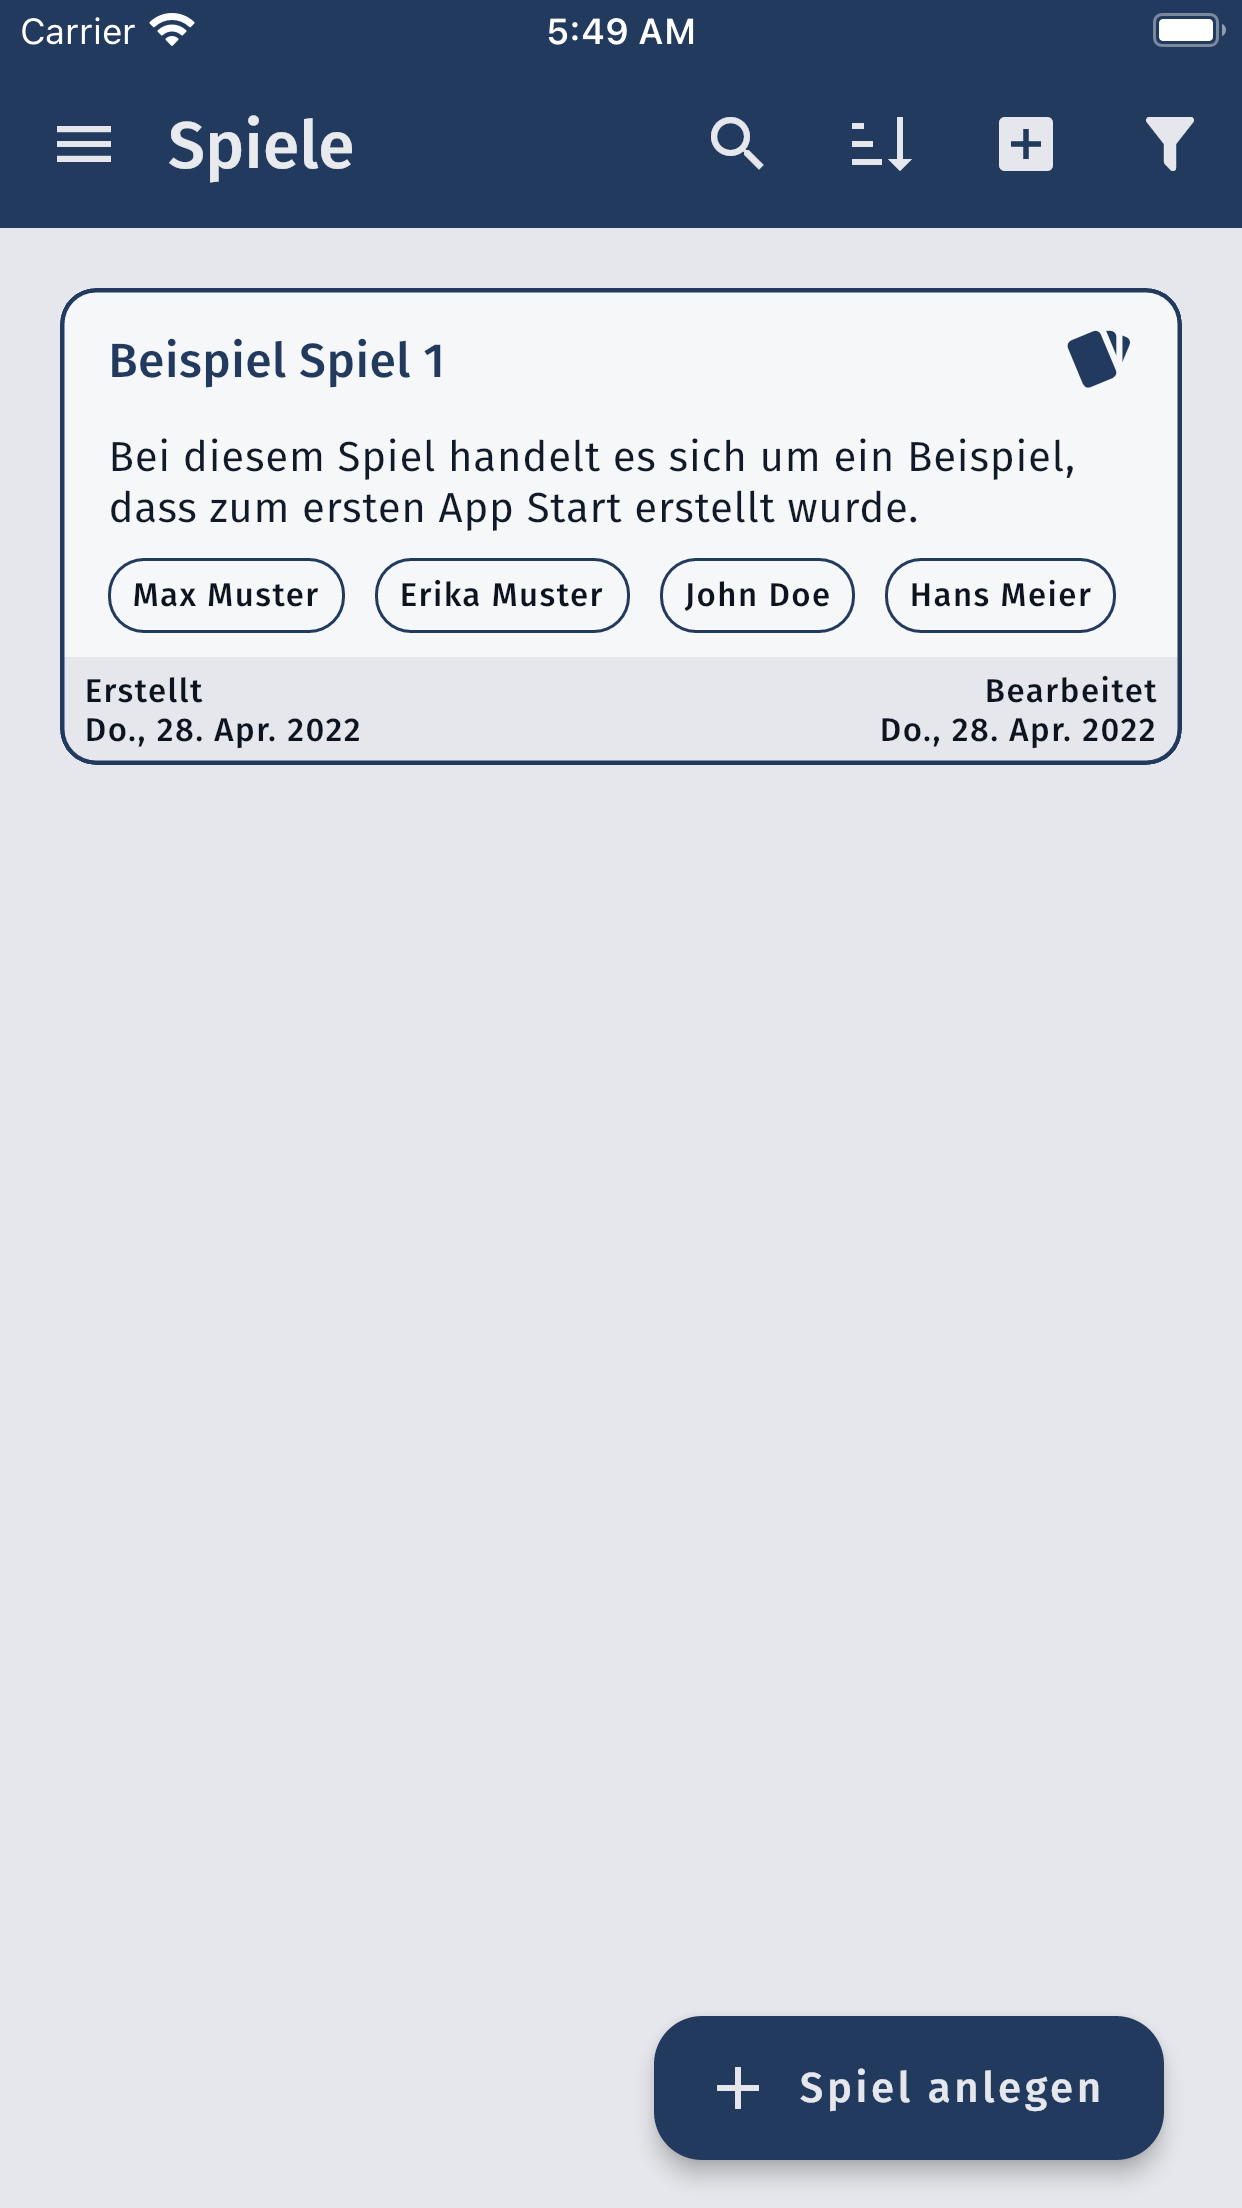 Carrier 5:49 AM
Spiele
Beispiel Spiel 1
Bei diesem Spiel handelt es sich um ein Beispiel,
dass zum ersten App Start erstellt wurde.
Max Muster Erika Muster John Doe Hans Meier
Erstellt Bearbeitet
Do., 28. Apr. 2022 Do., 28. Apr. 2022
Spiel anlegen